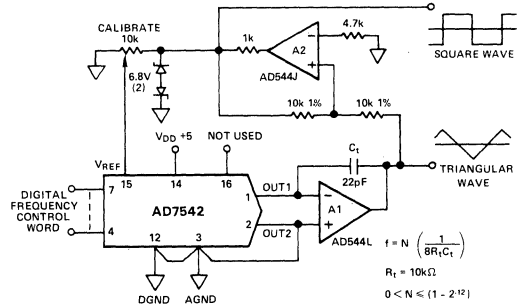 CALIBRATE
10k
1k
A2
4.7k
AD544J
SQUARE WAVE
6.8V
(2)
10k 1%
10k 1%
VDD +5
NOT USED
VREF
15
14
16
Ct
22pF
TRIANGULAR
WAVE
DIGITAL
FREQUENCY
CONTROL
WORD
7
4
AD7542
1
OUT1
2
OUT2
12
3
A1
AD544L
DGND
AGND
f = N (1/8RtCt)
Rt = 10kΩ
0 < N ≤ (1 - 2-12)
− + − +